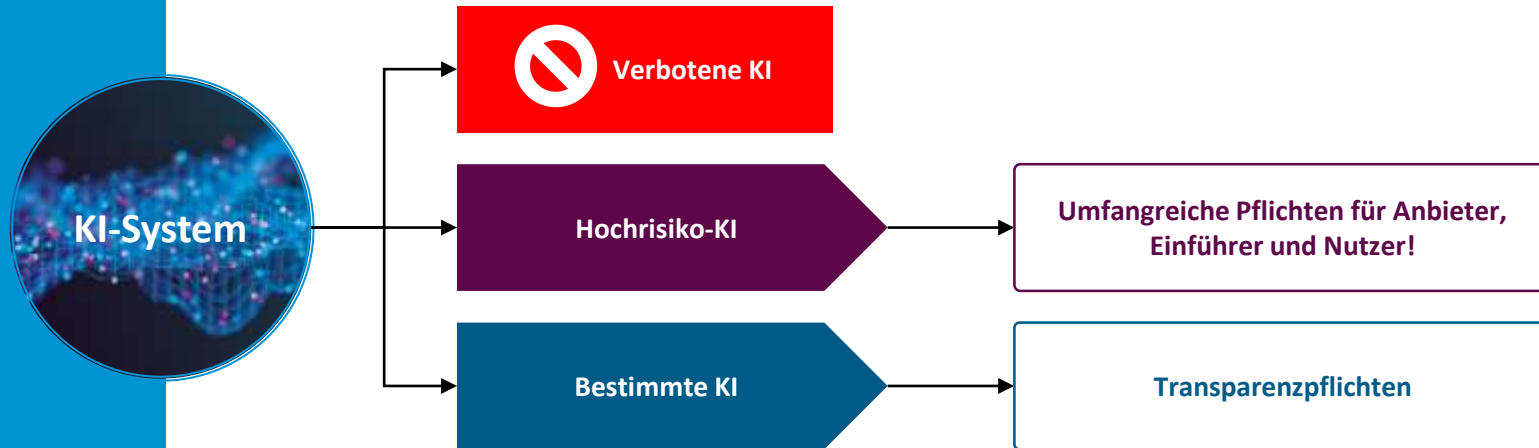 KI-System
Verbotene KI
Hochrisiko-KI
Umfangreiche Pflichten für Anbieter,
Einführer und Nutzer!
Bestimmte KI
Transparenzpflichten